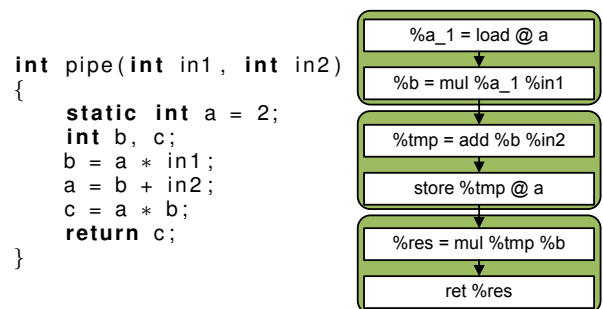 int pipe(int in1, int in2)
{
static int a = 2;
int b, c;
b = a * in1;
a = b + in2;
c = a * b;
return c;
}
%a_1 = load @ a
%b = mul %a_1 %in1
%tmp = add %b %in2
store %tmp @ a
%res = mul %tmp %b
ret %res